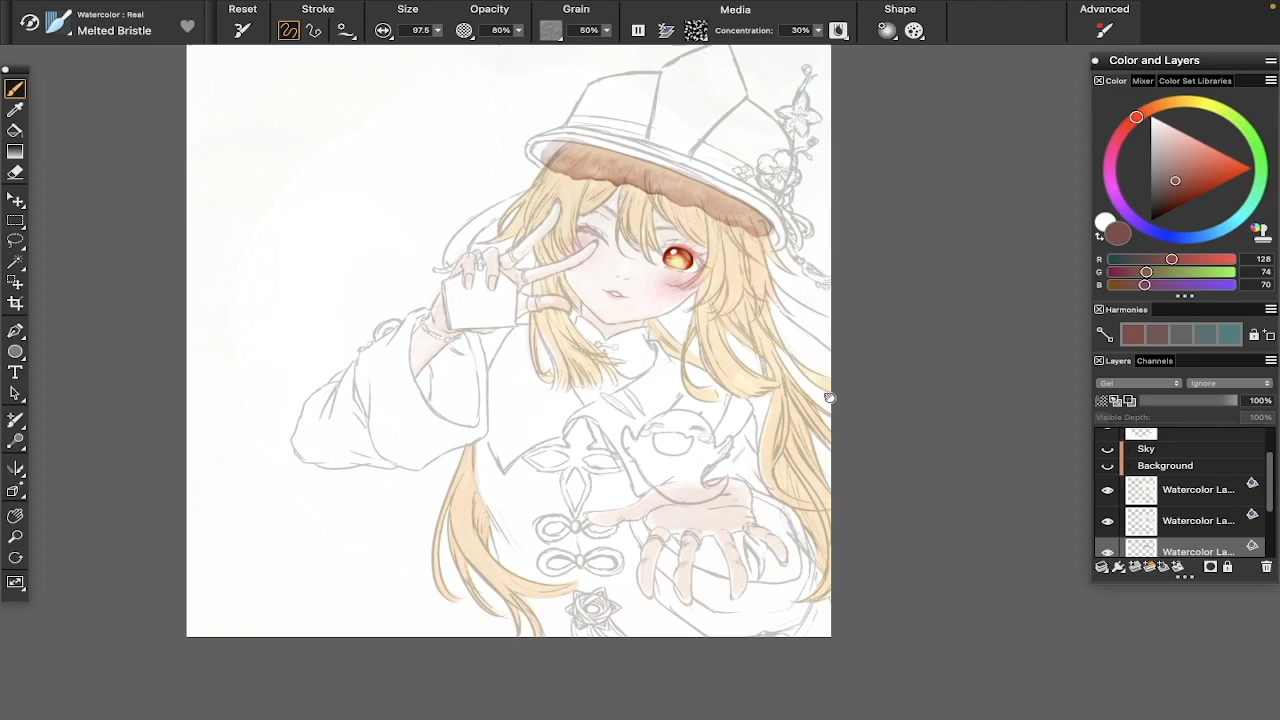 Watercolor : Real
Melted Bristle
Reset
Stroke
Size
97.5
Opacity
80%
Grain
50%
Media
Concentration:
30%
Shape
Advanced
Color and Layers
Color
Mixer
Color Set Libraries
R
128
G
74
B
70
Harmonies
Layers
Channels
Gel
Ignore
100%
Visible Depth:
100%
Sky
Background
Watercolor La...
Watercolor La...
Watercolor La...